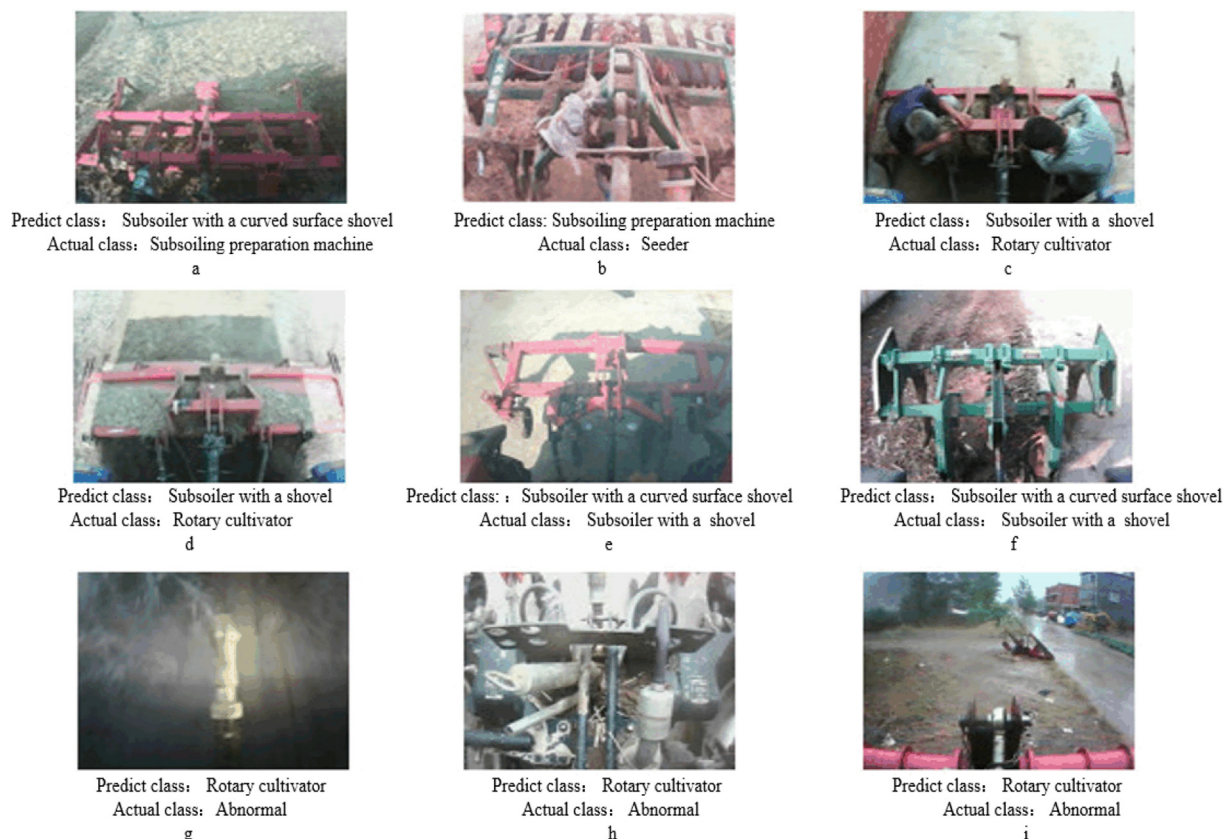 Predict class： Subsoiler with a curved surface shovel
Actual class：Subsoiling preparation machine
a
Predict class: Subsoiling preparation machine
Actual class：Seeder
b
Predict class： Subsoiler with a shovel
Actual class：Rotary cultivator
c
Predict class： Subsoiler with a shovel
Actual class：Rotary cultivator
d
Predict class: ：Subsoiler with a curved surface shovel
Actual class： Subsoiler with a shovel
e
Predict class： Subsoiler with a curved surface shovel
Actual class： Subsoiler with a shovel
f
Predict class： Rotary cultivator
Actual class：Abnormal
g
Predict class： Rotary cultivator
Actual class：Abnormal
h
Predict class： Rotary cultivator
Actual class：Abnormal
i